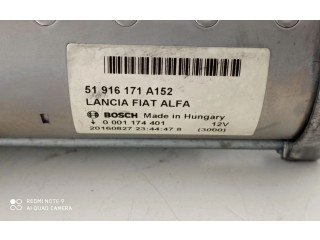 51 916 171 A152
LANCIA FIAT ALFA
BOSCH Made in Hungary
0 001 174 401 12V
20160827 23:44:47 8 (3000)
REDMI NOTE 9
AI QUAD CAMERA